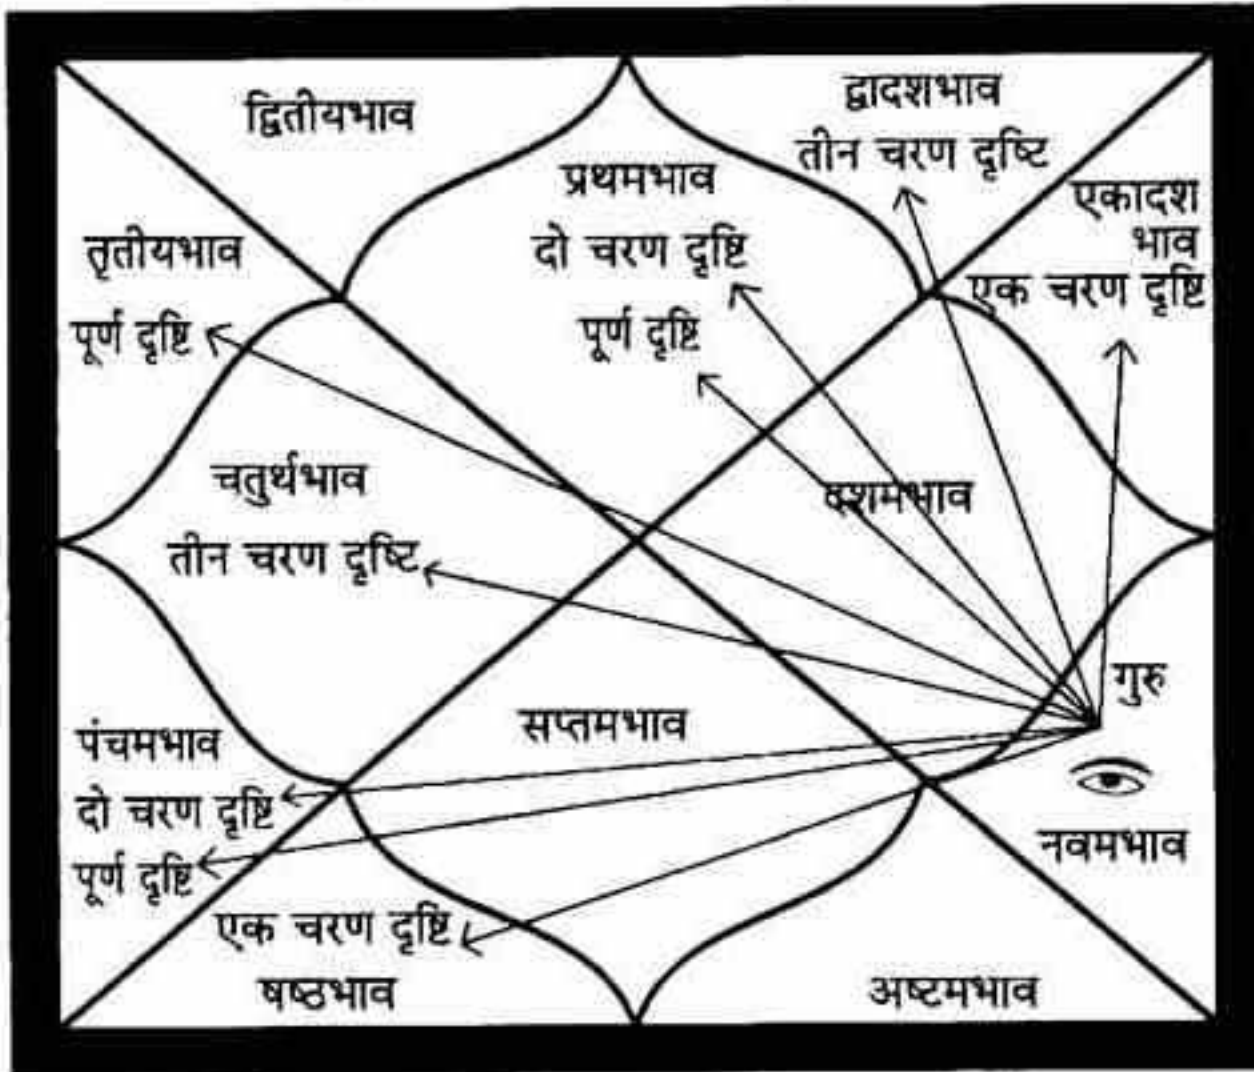 द्वितीयभाव
द्वादशभाव
तीन चरण दृष्टि
प्रथमभाव
दो चरण दृष्टि
पूर्ण दृष्टि
एकादश
भाव
एक चरण दृष्टि
तृतीयभाव
पूर्ण दृष्टि
चतुर्थभाव
तीन चरण दृष्टि
दशमभाव
गुरु
नवमभाव
सप्तमभाव
पंचमभाव
दो चरण दृष्टि
पूर्ण दृष्टि
एक चरण दृष्टि
षष्ठभाव
अष्टमभाव